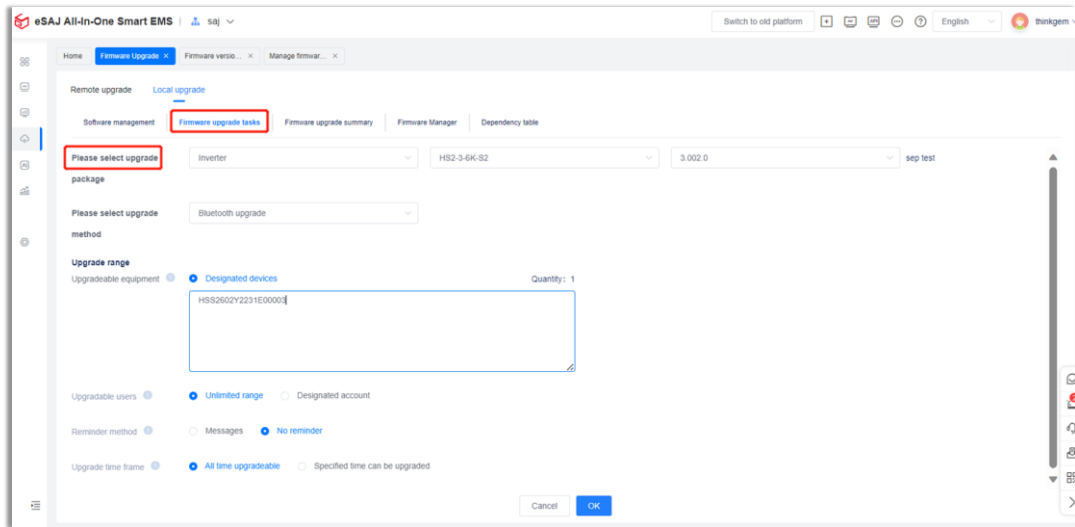 eSAJ All-In-One Smart EMS saj Switch to old platform API English thinkgem
Home Firmware Upgrade × Firmware versio... × Manage firmwar... ×
Remote upgrade Local upgrade
Software management Firmware upgrade tasks Firmware upgrade summary Firmware Manager Dependency table
Please select upgrade package Inverter HS2-3-6K-S2 3.002.0 sep test
Please select upgrade method Bluetooth upgrade
Upgrade range
Upgradeable equipment Designated devices Quantity: 1
HSS2602Y2231E00003
Upgradable users Unlimited range Designated account
Reminder method Messages No reminder
Upgrade time frame All time upgradeable Specified time can be upgraded
Cancel OK